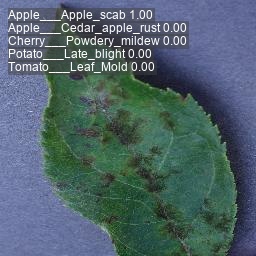 Apple___Apple_scab 1.00
Apple___Cedar_apple_rust 0.00
Cherry___Powdery_mildew 0.00
Potato___Late_blight 0.00
Tomato___Leaf_Mold 0.00